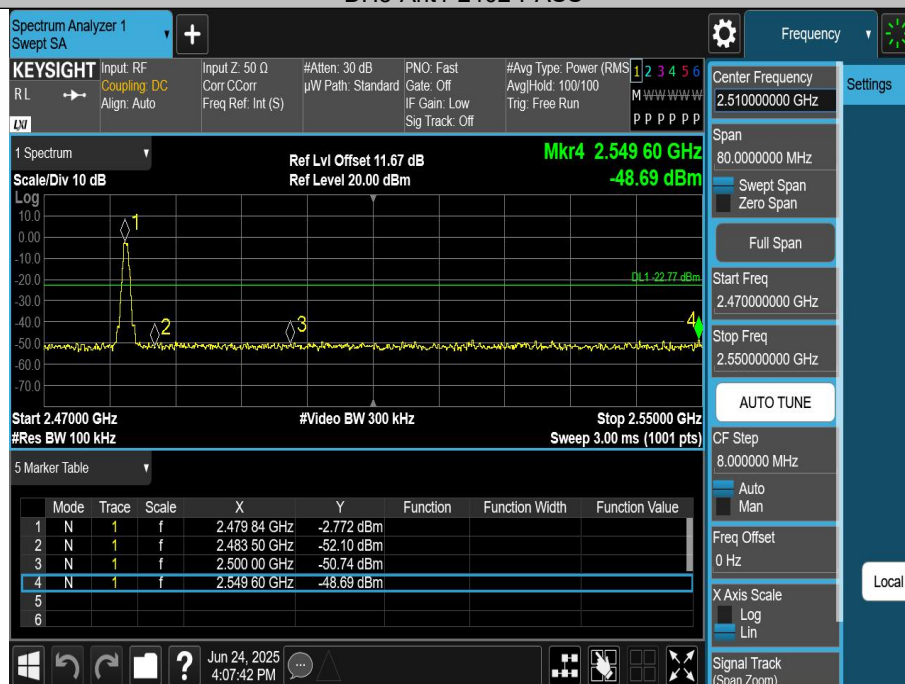 Spectrum Analyzer 1
Swept SA
+
Frequency
KEYSIGHT
RL
LXI
Input: RF
Coupling: DC
Align: Auto
Input Z: 50 Ω
Corr CCorr
Freq Ref: Int (S)
#Atten: 30 dB
µW Path: Standard
PNO: Fast
Gate: Off
IF Gain: Low
Sig Track: Off
#Avg Type: Power (RMS
Avg|Hold: 100/100
Trig: Free Run
1 2 3 4 5 6
M W W W W W
P P P P P P
1 Spectrum
Scale/Div 10 dB
Log
Ref Lvl Offset 11.67 dB
Ref Level 20.00 dBm
Mkr4 2.549 60 GHz
-48.69 dBm
10.0
0.00
-10.0
-20.0
-30.0
-40.0
-50.0
-60.0
-70.0
1
2
3
4
DL1 -22.77 dBm
Start 2.47000 GHz
#Res BW 100 kHz
#Video BW 300 kHz
Stop 2.55000 GHz
Sweep 3.00 ms (1001 pts)
5 Marker Table
Mode Trace Scale X Y Function Function Width Function Value
1 N 1 f 2.479 84 GHz -2.772 dBm
2 N 1 f 2.483 50 GHz -52.10 dBm
3 N 1 f 2.500 00 GHz -50.74 dBm
4 N 1 f 2.549 60 GHz -48.69 dBm
5
6
Jun 24, 2025
4:07:42 PM
?
Center Frequency
2.510000000 GHz
Span
80.0000000 MHz
Swept Span
Zero Span
Full Span
Start Freq
2.470000000 GHz
Stop Freq
2.550000000 GHz
AUTO TUNE
CF Step
8.000000 MHz
Auto
Man
Freq Offset
0 Hz
X Axis Scale
Log
Lin
Signal Track
(Span Zoom)
Settings
Local